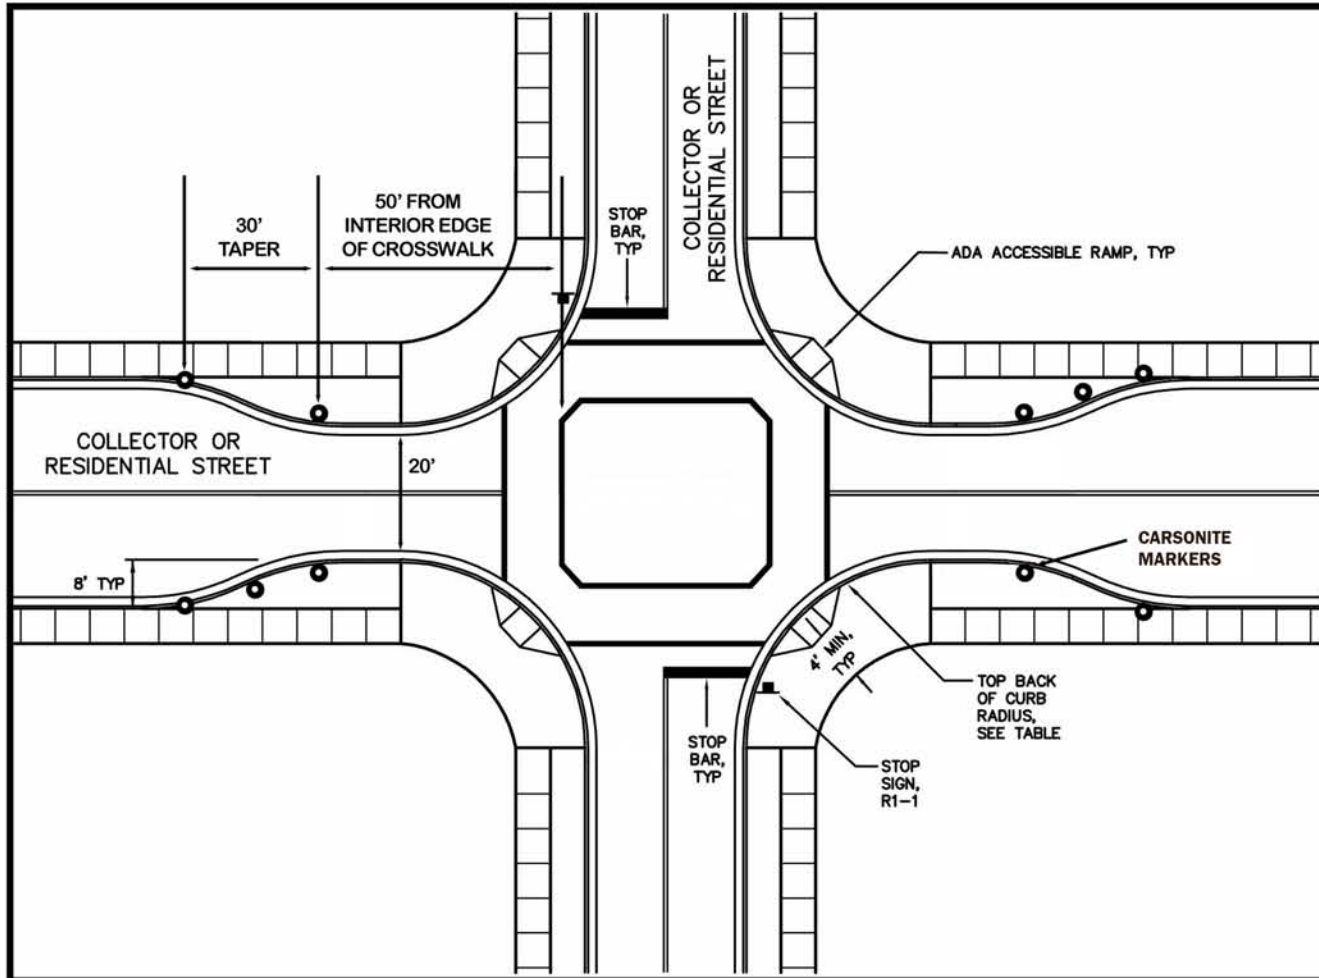 COLLECTOR OR
RESIDENTIAL STREET
50' FROM
INTERIOR EDGE
OF CROSSWALK
30'
TAPER
STOP
BAR,
TYP
ADA ACCESSIBLE RAMP, TYP
COLLECTOR OR
RESIDENTIAL STREET
20'
8' TYP
CARSONITE
MARKERS
4' MIN,
TYP
TOP BACK
OF CURB
RADIUS,
SEE TABLE
STOP
BAR,
TYP
STOP
SIGN,
R1-1